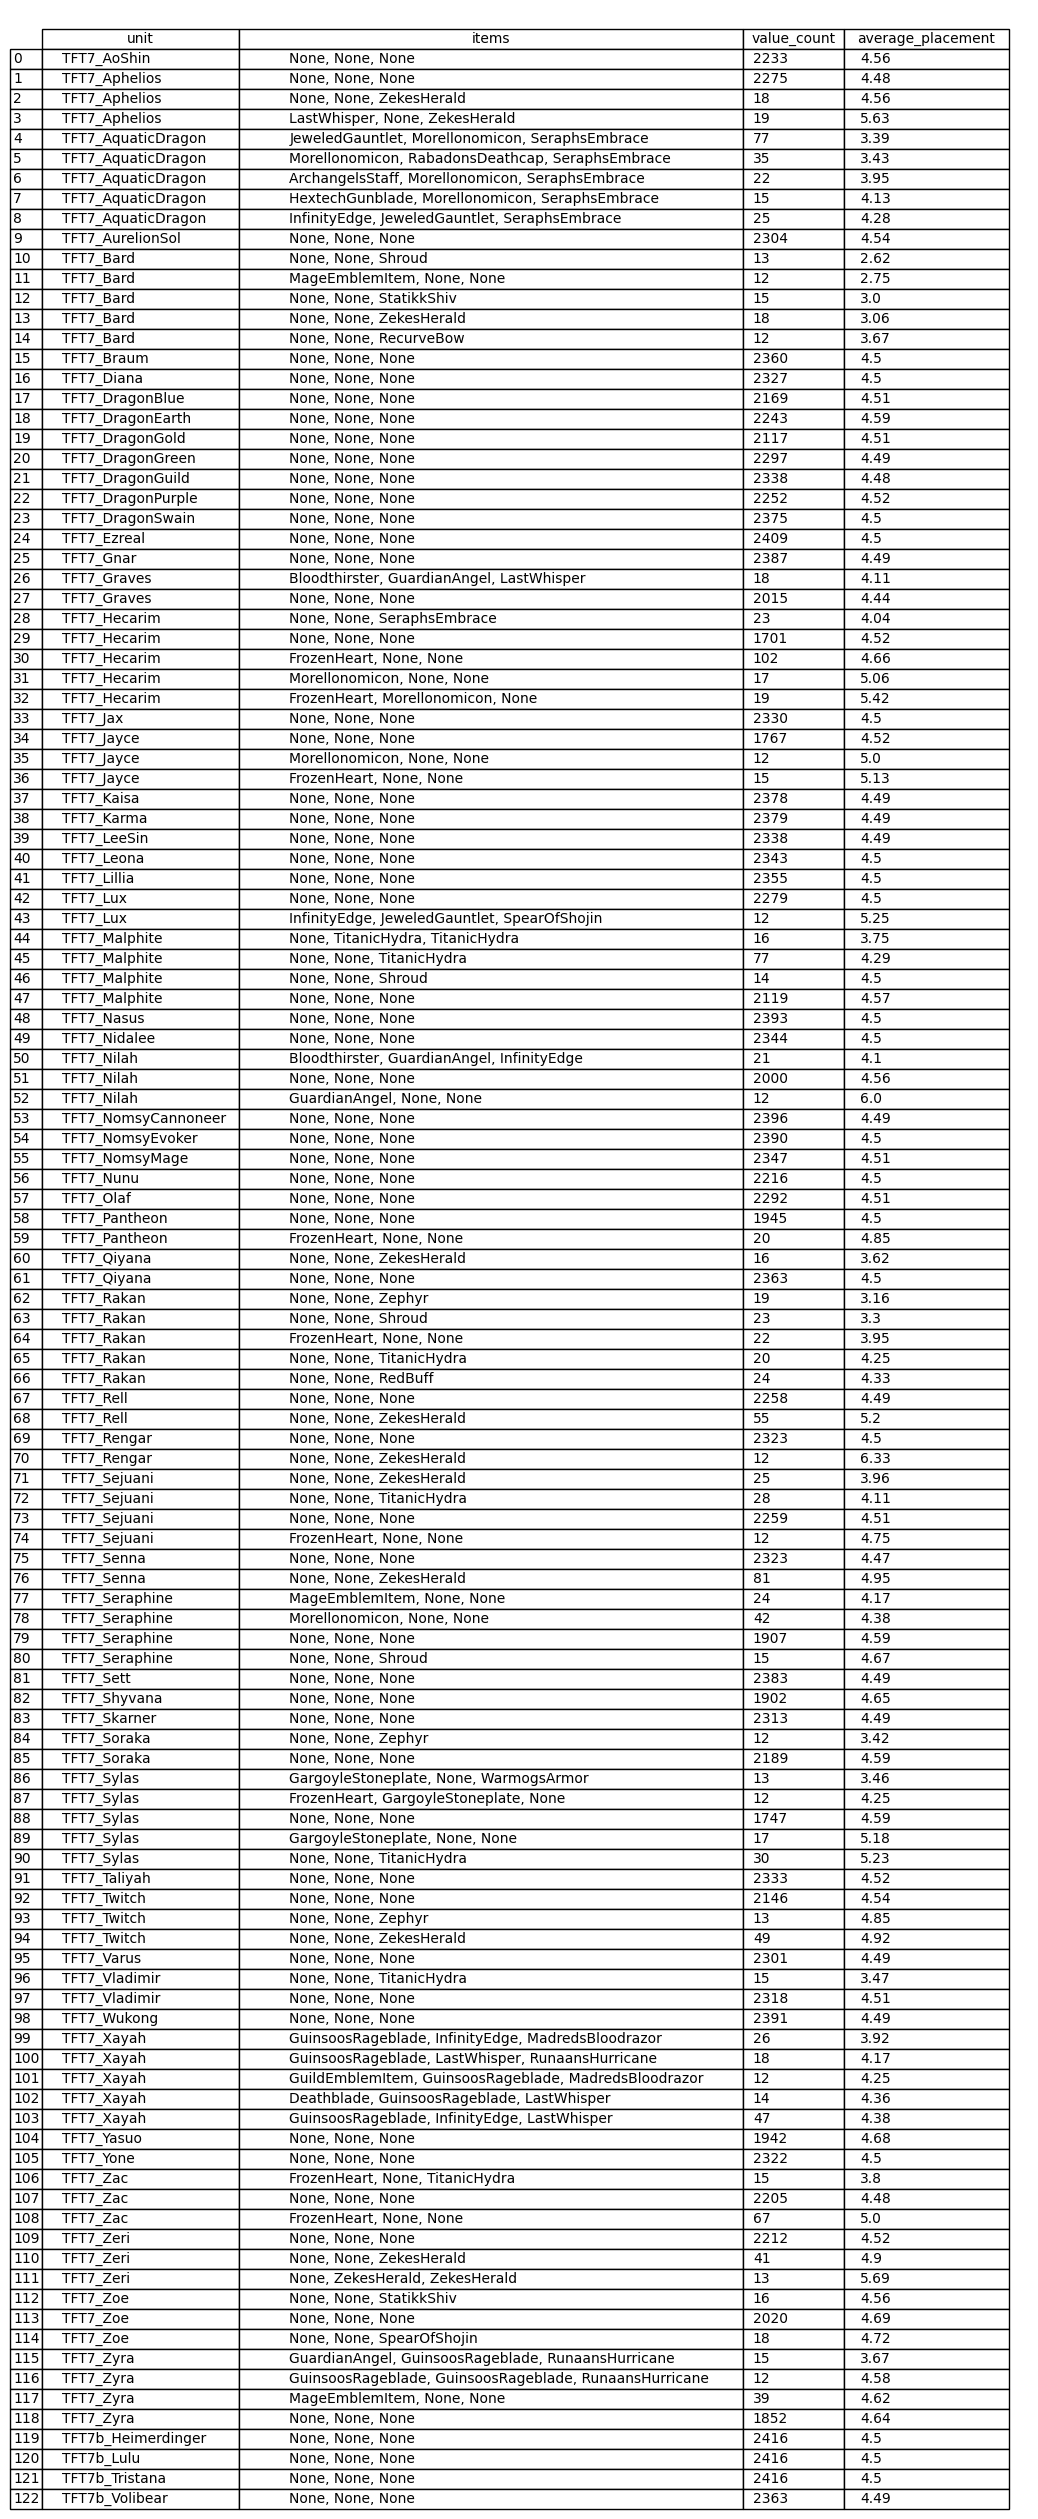 unit items value_count average_placement
0 TFT7_AoShin None, None, None 2233 4.56
1 TFT7_Aphelios None, None, None 2275 4.48
2 TFT7_Aphelios None, None, ZekesHerald 18 4.56
3 TFT7_Aphelios LastWhisper, None, ZekesHerald 19 5.63
4 TFT7_AquaticDragon JeweledGauntlet, Morellonomicon, SeraphsEmbrace 77 3.39
5 TFT7_AquaticDragon Morellonomicon, RabadonsDeathcap, SeraphsEmbrace 35 3.43
6 TFT7_AquaticDragon ArchangelsStaff, Morellonomicon, SeraphsEmbrace 22 3.95
7 TFT7_AquaticDragon HextechGunblade, Morellonomicon, SeraphsEmbrace 15 4.13
8 TFT7_AquaticDragon InfinityEdge, JeweledGauntlet, SeraphsEmbrace 25 4.28
9 TFT7_AurelionSol None, None, None 2304 4.54
10 TFT7_Bard None, None, Shroud 13 2.62
11 TFT7_Bard MageEmblemItem, None, None 12 2.75
12 TFT7_Bard None, None, StatikkShiv 15 3.0
13 TFT7_Bard None, None, ZekesHerald 18 3.06
14 TFT7_Bard None, None, RecurveBow 12 3.67
15 TFT7_Braum None, None, None 2360 4.5
16 TFT7_Diana None, None, None 2327 4.5
17 TFT7_DragonBlue None, None, None 2169 4.51
18 TFT7_DragonEarth None, None, None 2243 4.59
19 TFT7_DragonGold None, None, None 2117 4.51
20 TFT7_DragonGreen None, None, None 2297 4.49
21 TFT7_DragonGuild None, None, None 2338 4.48
22 TFT7_DragonPurple None, None, None 2252 4.52
23 TFT7_DragonSwain None, None, None 2375 4.5
24 TFT7_Ezreal None, None, None 2409 4.5
25 TFT7_Gnar None, None, None 2387 4.49
26 TFT7_Graves Bloodthirster, GuardianAngel, LastWhisper 18 4.11
27 TFT7_Graves None, None, None 2015 4.44
28 TFT7_Hecarim None, None, SeraphsEmbrace 23 4.04
29 TFT7_Hecarim None, None, None 1701 4.52
30 TFT7_Hecarim FrozenHeart, None, None 102 4.66
31 TFT7_Hecarim Morellonomicon, None, None 17 5.06
32 TFT7_Hecarim FrozenHeart, Morellonomicon, None 19 5.42
33 TFT7_Jax None, None, None 2330 4.5
34 TFT7_Jayce None, None, None 1767 4.52
35 TFT7_Jayce Morellonomicon, None, None 12 5.0
36 TFT7_Jayce FrozenHeart, None, None 15 5.13
37 TFT7_Kaisa None, None, None 2378 4.49
38 TFT7_Karma None, None, None 2379 4.49
39 TFT7_LeeSin None, None, None 2338 4.49
40 TFT7_Leona None, None, None 2343 4.5
41 TFT7_Lillia None, None, None 2355 4.5
42 TFT7_Lux None, None, None 2279 4.5
43 TFT7_Lux InfinityEdge, JeweledGauntlet, SpearOfShojin 12 5.25
44 TFT7_Malphite None, TitanicHydra, TitanicHydra 16 3.75
45 TFT7_Malphite None, None, TitanicHydra 77 4.29
46 TFT7_Malphite None, None, Shroud 14 4.5
47 TFT7_Malphite None, None, None 2119 4.57
48 TFT7_Nasus None, None, None 2393 4.5
49 TFT7_Nidalee None, None, None 2344 4.5
50 TFT7_Nilah Bloodthirster, GuardianAngel, InfinityEdge 21 4.1
51 TFT7_Nilah None, None, None 2000 4.56
52 TFT7_Nilah GuardianAngel, None, None 12 6.0
53 TFT7_NomsyCannoneer None, None, None 2396 4.49
54 TFT7_NomsyEvoker None, None, None 2390 4.5
55 TFT7_NomsyMage None, None, None 2347 4.51
56 TFT7_Nunu None, None, None 2216 4.5
57 TFT7_Olaf None, None, None 2292 4.51
58 TFT7_Pantheon None, None, None 1945 4.5
59 TFT7_Pantheon FrozenHeart, None, None 20 4.85
60 TFT7_Qiyana None, None, ZekesHerald 16 3.62
61 TFT7_Qiyana None, None, None 2363 4.5
62 TFT7_Rakan None, None, Zephyr 19 3.16
63 TFT7_Rakan None, None, Shroud 23 3.3
64 TFT7_Rakan FrozenHeart, None, None 22 3.95
65 TFT7_Rakan None, None, TitanicHydra 20 4.25
66 TFT7_Rakan None, None, RedBuff 24 4.33
67 TFT7_Rell None, None, None 2258 4.49
68 TFT7_Rell None, None, ZekesHerald 55 5.2
69 TFT7_Rengar None, None, None 2323 4.5
70 TFT7_Rengar None, None, ZekesHerald 12 6.33
71 TFT7_Sejuani None, None, ZekesHerald 25 3.96
72 TFT7_Sejuani None, None, TitanicHydra 28 4.11
73 TFT7_Sejuani None, None, None 2259 4.51
74 TFT7_Sejuani FrozenHeart, None, None 12 4.75
75 TFT7_Senna None, None, None 2323 4.47
76 TFT7_Senna None, None, ZekesHerald 81 4.95
77 TFT7_Seraphine MageEmblemItem, None, None 24 4.17
78 TFT7_Seraphine Morellonomicon, None, None 42 4.38
79 TFT7_Seraphine None, None, None 1907 4.59
80 TFT7_Seraphine None, None, Shroud 15 4.67
81 TFT7_Sett None, None, None 2383 4.49
82 TFT7_Shyvana None, None, None 1902 4.65
83 TFT7_Skarner None, None, None 2313 4.49
84 TFT7_Soraka None, None, Zephyr 12 3.42
85 TFT7_Soraka None, None, None 2189 4.59
86 TFT7_Sylas GargoyleStoneplate, None, WarmogsArmor 13 3.46
87 TFT7_Sylas FrozenHeart, GargoyleStoneplate, None 12 4.25
88 TFT7_Sylas None, None, None 1747 4.59
89 TFT7_Sylas GargoyleStoneplate, None, None 17 5.18
90 TFT7_Sylas None, None, TitanicHydra 30 5.23
91 TFT7_Taliyah None, None, None 2333 4.52
92 TFT7_Twitch None, None, None 2146 4.54
93 TFT7_Twitch None, None, Zephyr 13 4.85
94 TFT7_Twitch None, None, ZekesHerald 49 4.92
95 TFT7_Varus None, None, None 2301 4.49
96 TFT7_Vladimir None, None, TitanicHydra 15 3.47
97 TFT7_Vladimir None, None, None 2318 4.51
98 TFT7_Wukong None, None, None 2391 4.49
99 TFT7_Xayah GuinsoosRageblade, InfinityEdge, MadredsBloodrazor 26 3.92
100 TFT7_Xayah GuinsoosRageblade, LastWhisper, RunaansHurricane 18 4.17
101 TFT7_Xayah GuildEmblemItem, GuinsoosRageblade, MadredsBloodrazor 12 4.25
102 TFT7_Xayah Deathblade, GuinsoosRageblade, LastWhisper 14 4.36
103 TFT7_Xayah GuinsoosRageblade, InfinityEdge, LastWhisper 47 4.38
104 TFT7_Yasuo None, None, None 1942 4.68
105 TFT7_Yone None, None, None 2322 4.5
106 TFT7_Zac FrozenHeart, None, TitanicHydra 15 3.8
107 TFT7_Zac None, None, None 2205 4.48
108 TFT7_Zac FrozenHeart, None, None 67 5.0
109 TFT7_Zeri None, None, None 2212 4.52
110 TFT7_Zeri None, None, ZekesHerald 41 4.9
111 TFT7_Zeri None, ZekesHerald, ZekesHerald 13 5.69
112 TFT7_Zoe None, None, StatikkShiv 16 4.56
113 TFT7_Zoe None, None, None 2020 4.69
114 TFT7_Zoe None, None, SpearOfShojin 18 4.72
115 TFT7_Zyra GuardianAngel, GuinsoosRageblade, RunaansHurricane 15 3.67
116 TFT7_Zyra GuinsoosRageblade, GuinsoosRageblade, RunaansHurricane 12 4.58
117 TFT7_Zyra MageEmblemItem, None, None 39 4.62
118 TFT7_Zyra None, None, None 1852 4.64
119 TFT7b_Heimerdinger None, None, None 2416 4.5
120 TFT7b_Lulu None, None, None 2416 4.5
121 TFT7b_Tristana None, None, None 2416 4.5
122 TFT7b_Volibear None, None, None 2363 4.49